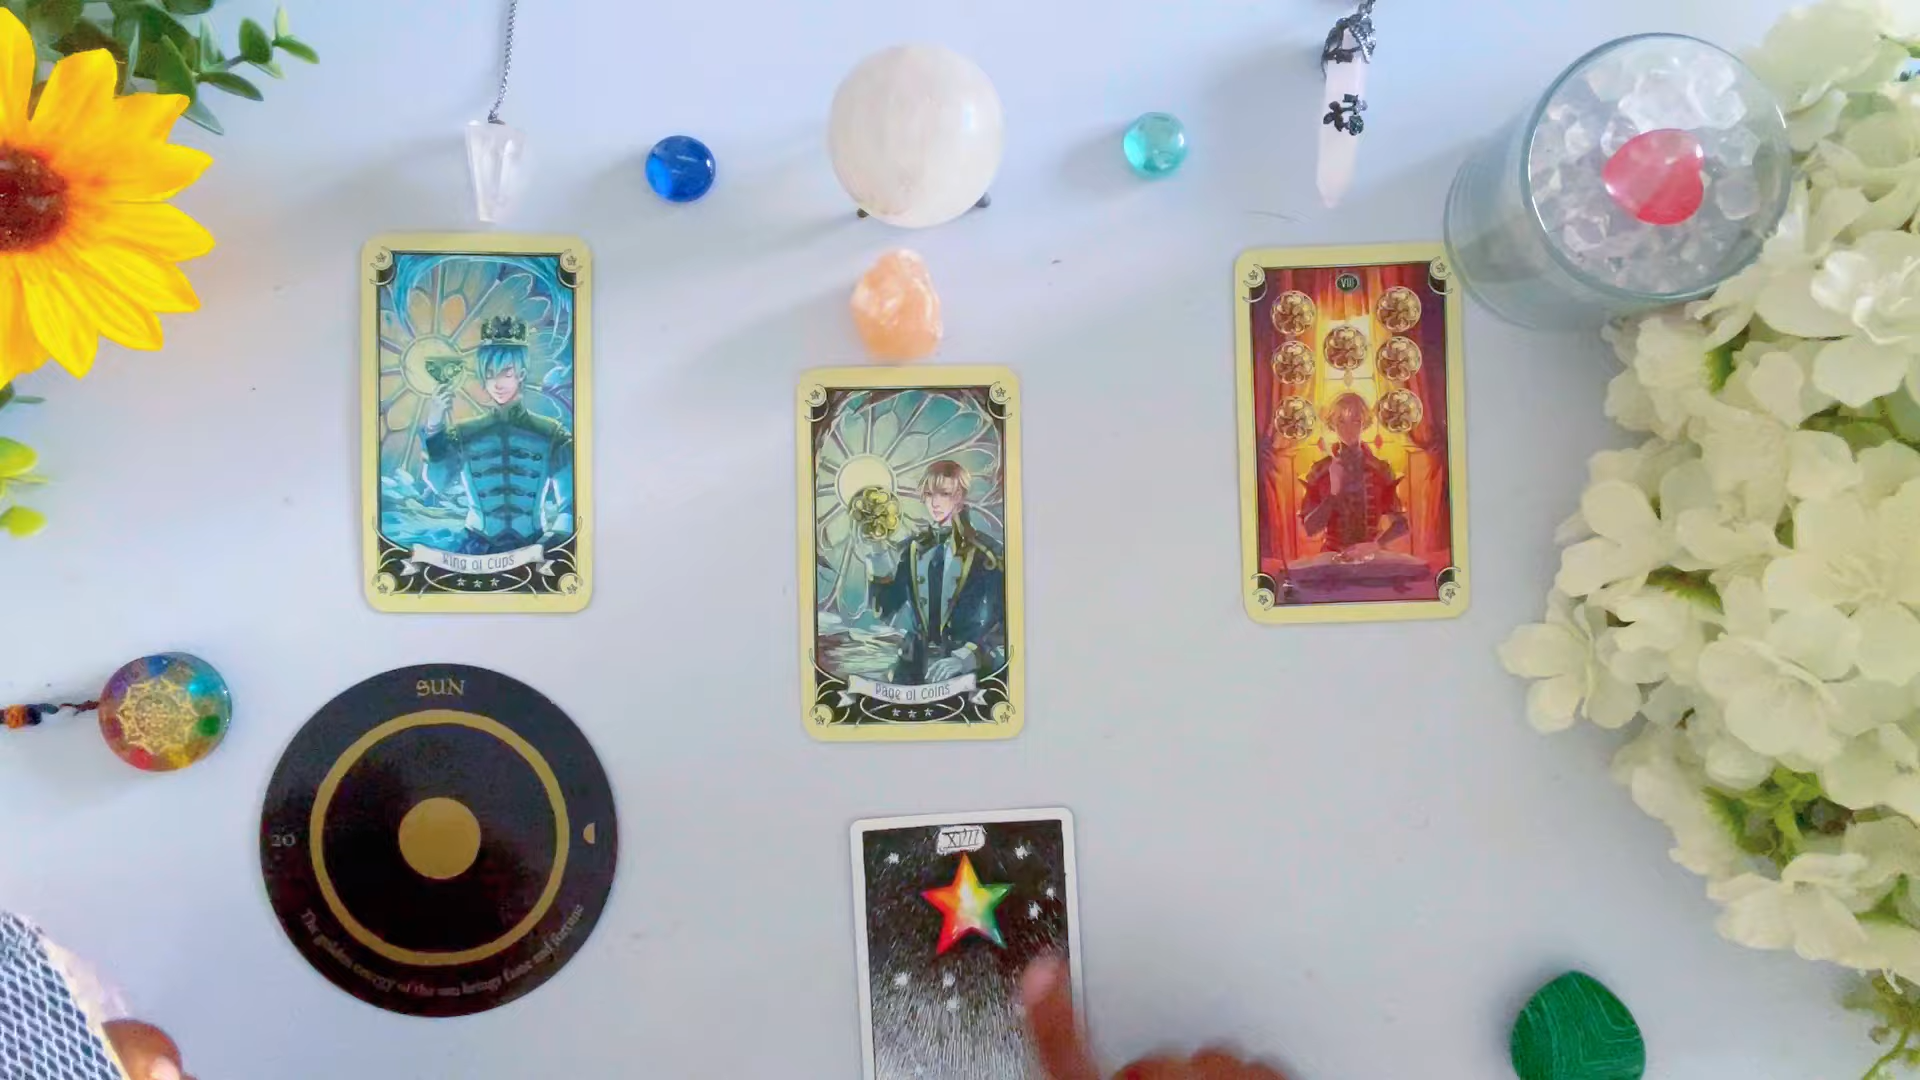 VIII
King of Cups
Page of Coins
SUN
20
The golden energy of the sun brings fame and fortune
XVII